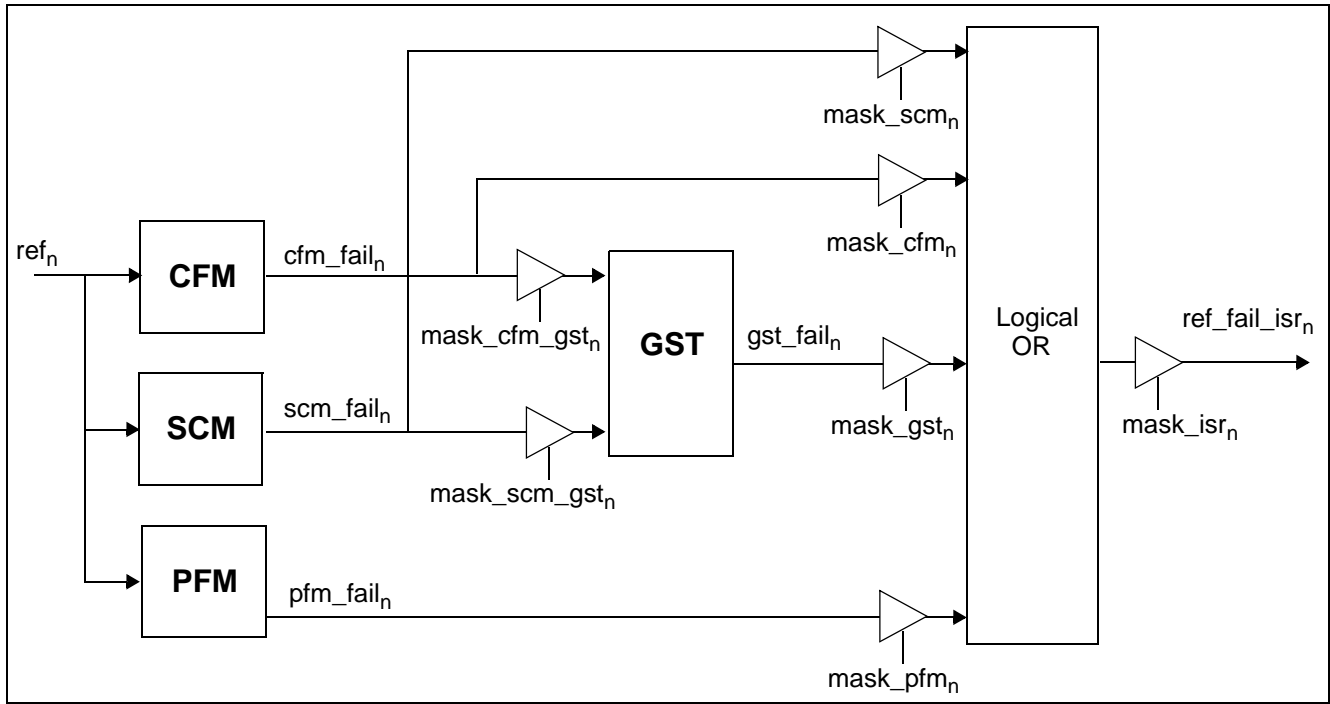 mask_scmn
mask_cfmn
refn
CFM
cfm_failn
mask_cfm_gstn
GST
gst_failn
mask_gstn
Logical
OR
ref_fail_isrn
mask_isrn
SCM
scm_failn
mask_scm_gstn
PFM
pfm_failn
mask_pfmn